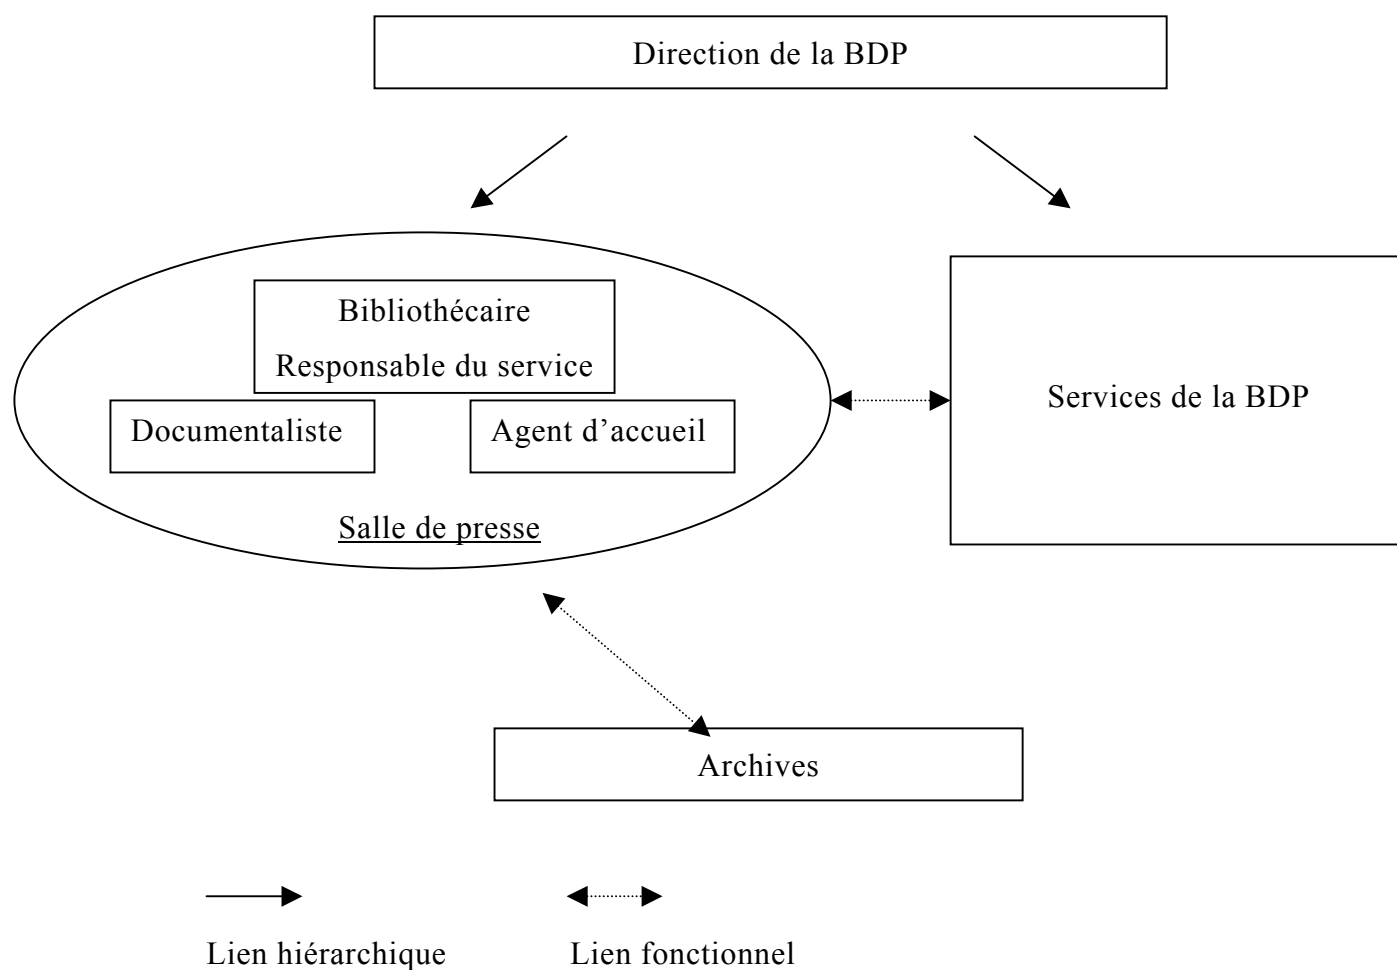 Direction de la BDP
Bibliothécaire
Responsable du service
Documentaliste
Agent d’accueil
Salle de presse
Services de la BDP
Archives
Lien hiérarchique
Lien fonctionnel